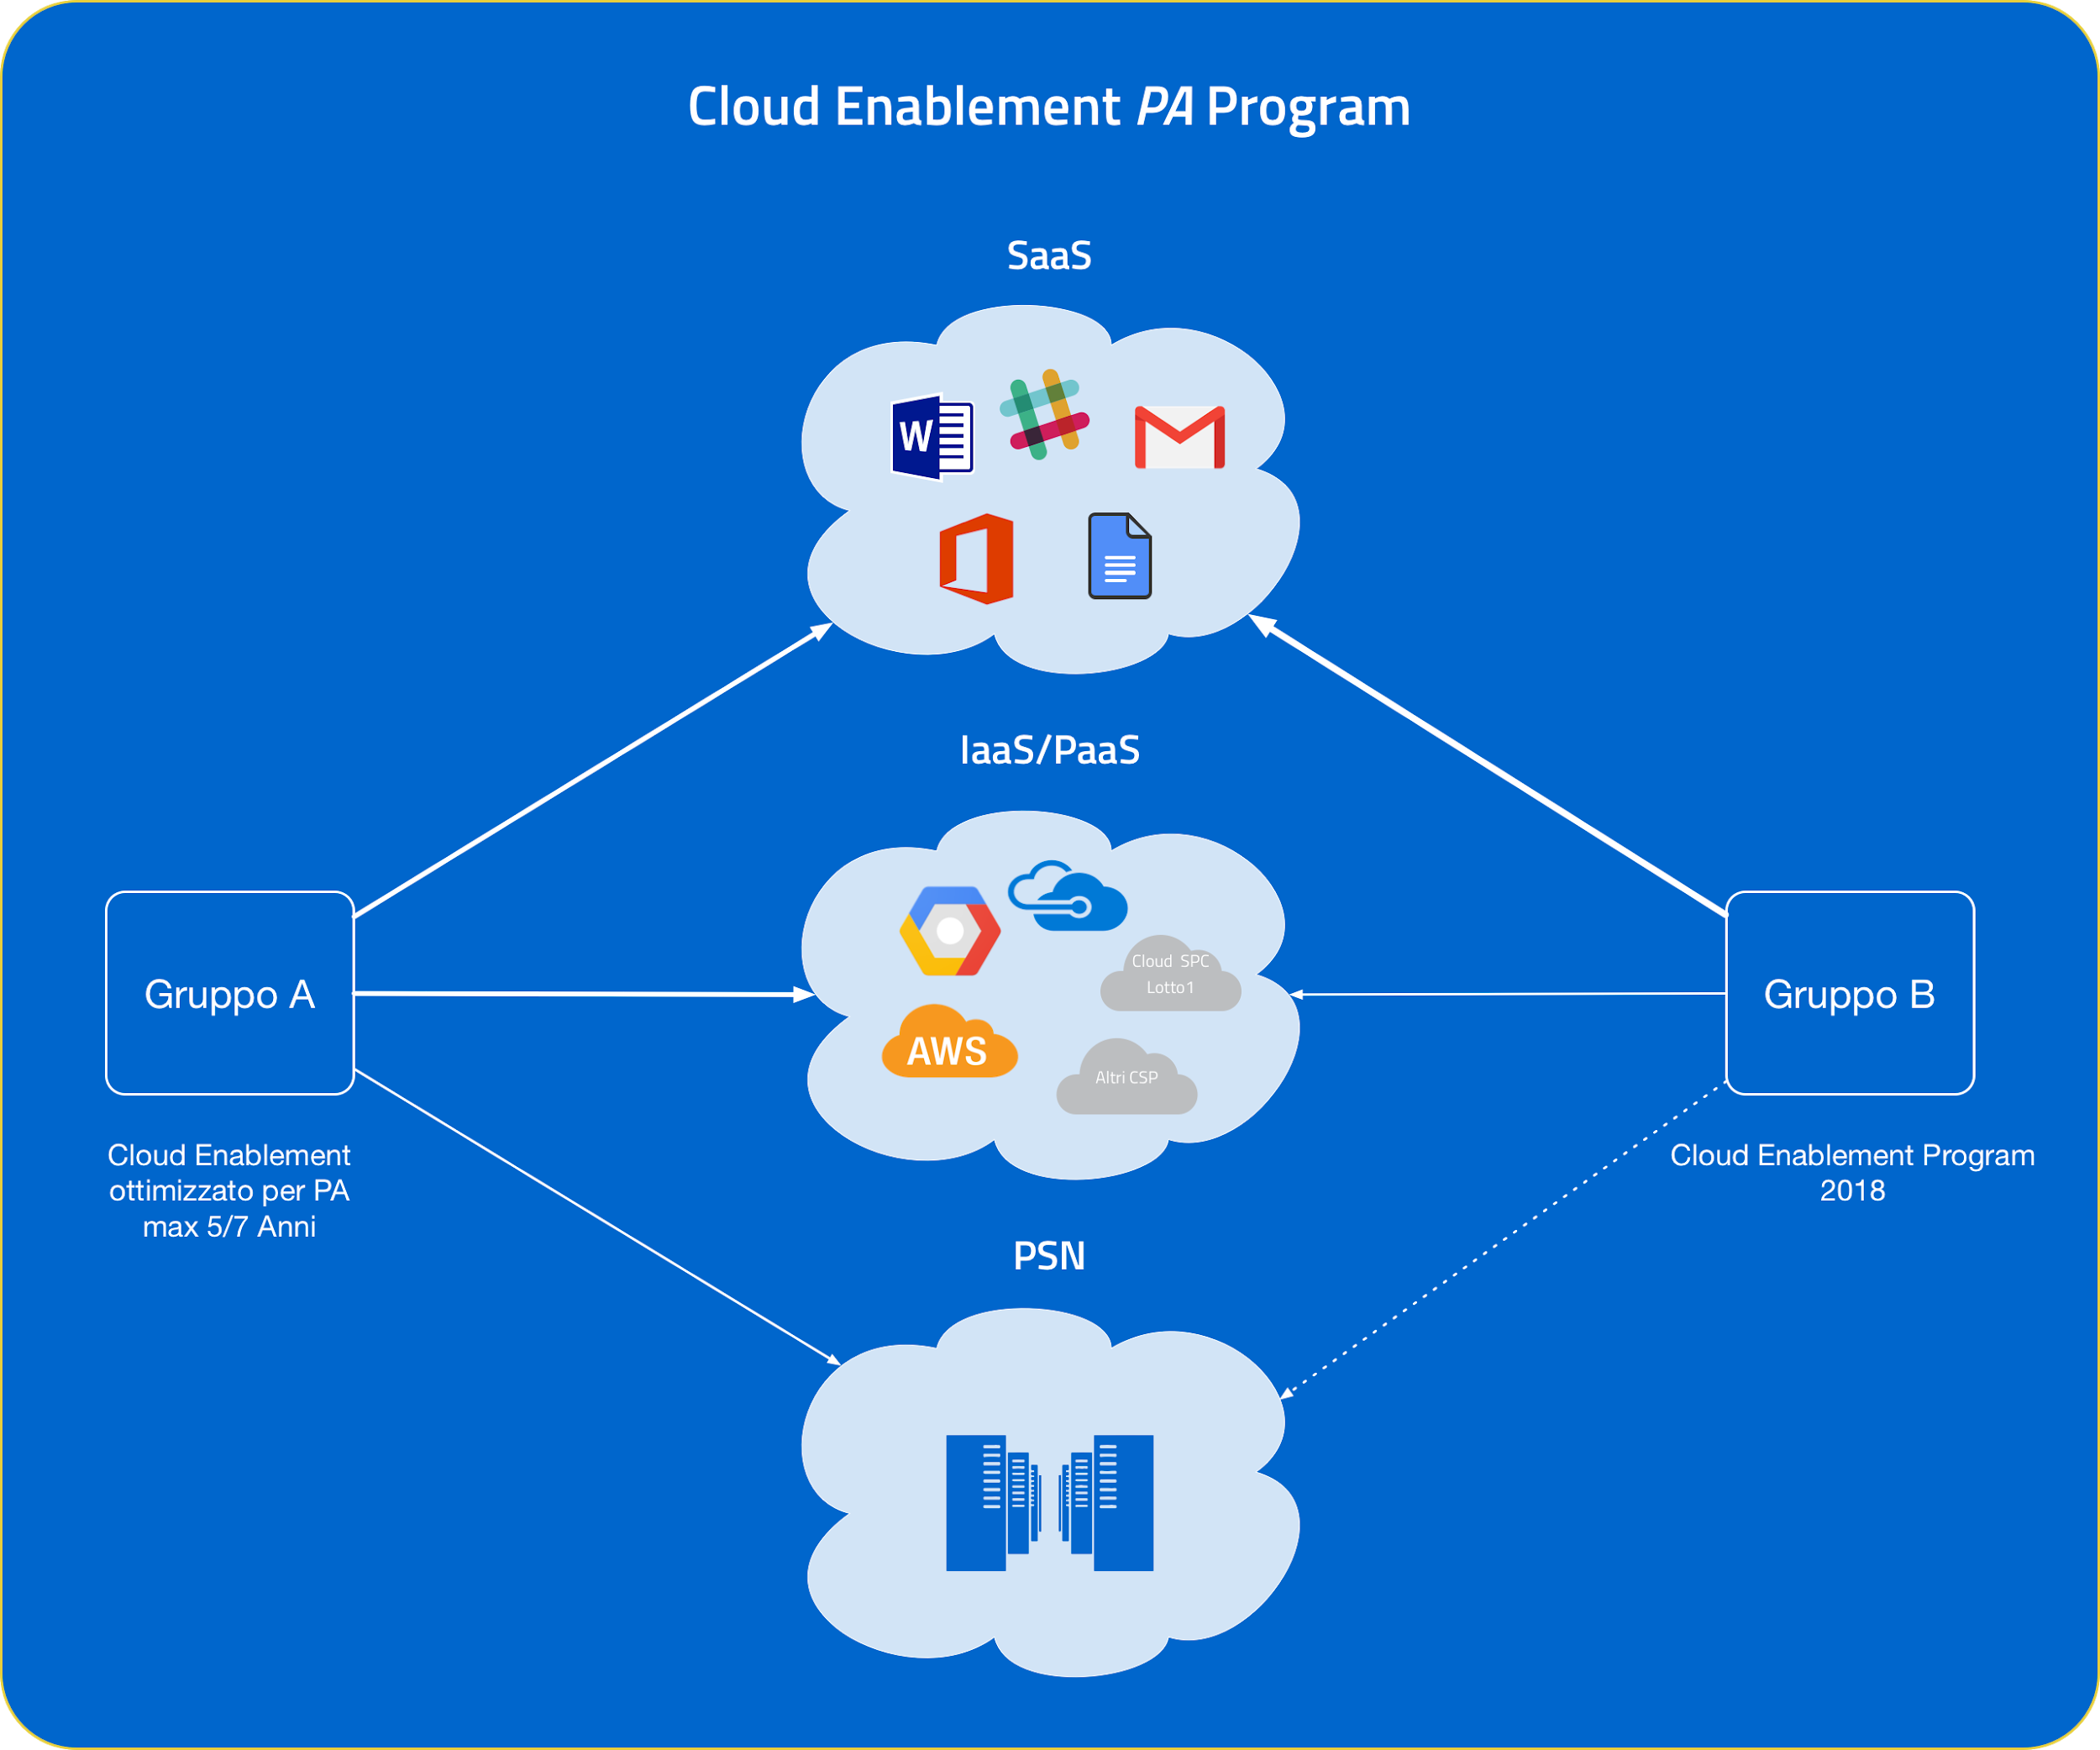 Cloud Enablement PA Program
SaaS
W
IaaS/PaaS
Cloud SPC
Lotto1
AWS
Altri CSP
Gruppo A
Cloud Enablement
ottimizzato per PA
max 5/7 Anni
Gruppo B
Cloud Enablement Program
2018
PSN